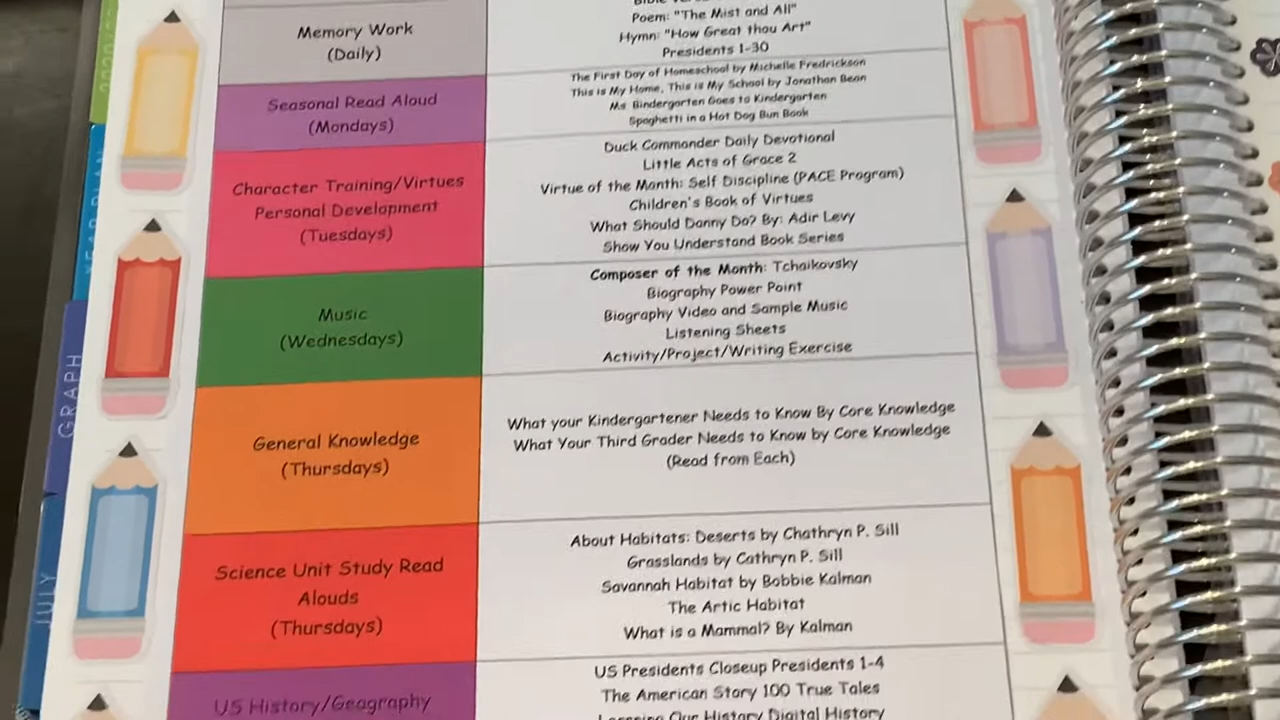 Poem: "The Mist and All"
Memory Work
(Daily)
Hymn: "How Great thou Art"
Presidents 1-30
Seasonal Read Aloud
(Mondays)
The First Day of Homeschool by Michelle Fredrickson
This is My Home, This is My School by Jonathan Bean
Ms Bindergarten Goes to Kindergarten
Spaghetti in a Hot Dog Bun Book
Character Training/Virtues
Personal Development
(Tuesdays)
Duck Commander Daily Devotional
Little Acts of Grace 2
Virtue of the Month: Self Discipline (PACE Program)
Children's Book of Virtues
What Should Danny Do? By: Adir Levy
Show You Understand Book Series
Music
(Wednesdays)
Composer of the Month: Tchaikovsky
Biography Power Point
Biography Video and Sample Music
Listening Sheets
Activity/Project/Writing Exercise
General Knowledge
(Thursdays)
What your Kindergartener Needs to Know By Core Knowledge
What Your Third Grader Needs to Know by Core Knowledge
(Read from Each)
Science Unit Study Read
Alouds
(Thursdays)
About Habitats: Deserts by Chathryn P. Sill
Grasslands by Cathryn P. Sill
Savannah Habitat by Bobbie Kalman
The Artic Habitat
What is a Mammal? By Kalman
US History/Geography
US Presidents Closeup Presidents 1-4
The American Story 100 True Tales
Learning Our History Digital History
GRAPH
JULY